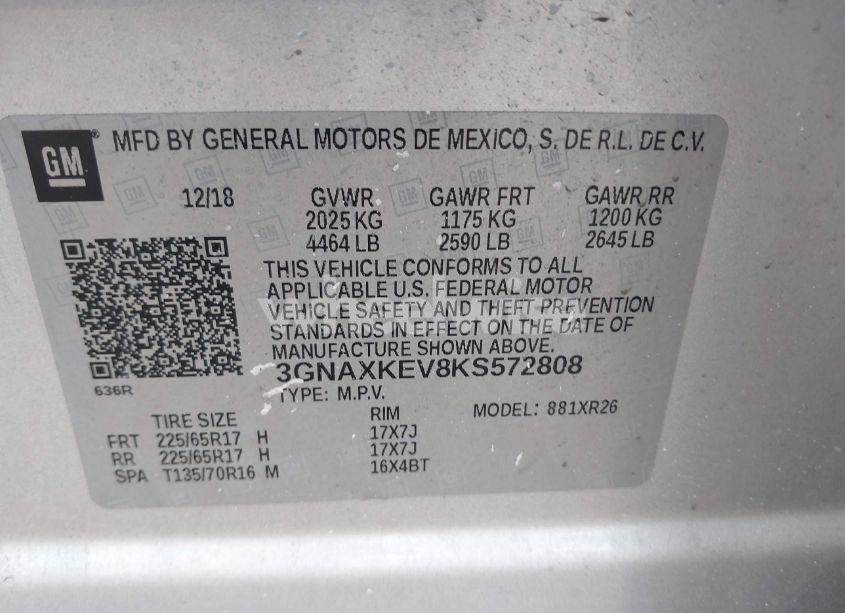 GM
MFD BY GENERAL MOTORS DE MEXICO, S. DE R.L. DE C.V.
12/18 GVWR GAWR FRT GAWR RR
2025 KG 1175 KG 1200 KG
4464 LB 2590 LB 2645 LB
THIS VEHICLE CONFORMS TO ALL
APPLICABLE U.S. FEDERAL MOTOR
VEHICLE SAFETY AND THEFT PREVENTION
STANDARDS IN EFFECT ON THE DATE OF
MANUFACTURE SHOWN ABOVE.
3GNAXKEV8KS572808
636R
TYPE: M.P.V.
MODEL: 881XR26
TIRE SIZE RIM
FRT 225/65R17 H 17X7J
RR 225/65R17 H 17X7J
SPA T135/70R16 M 16X4BT